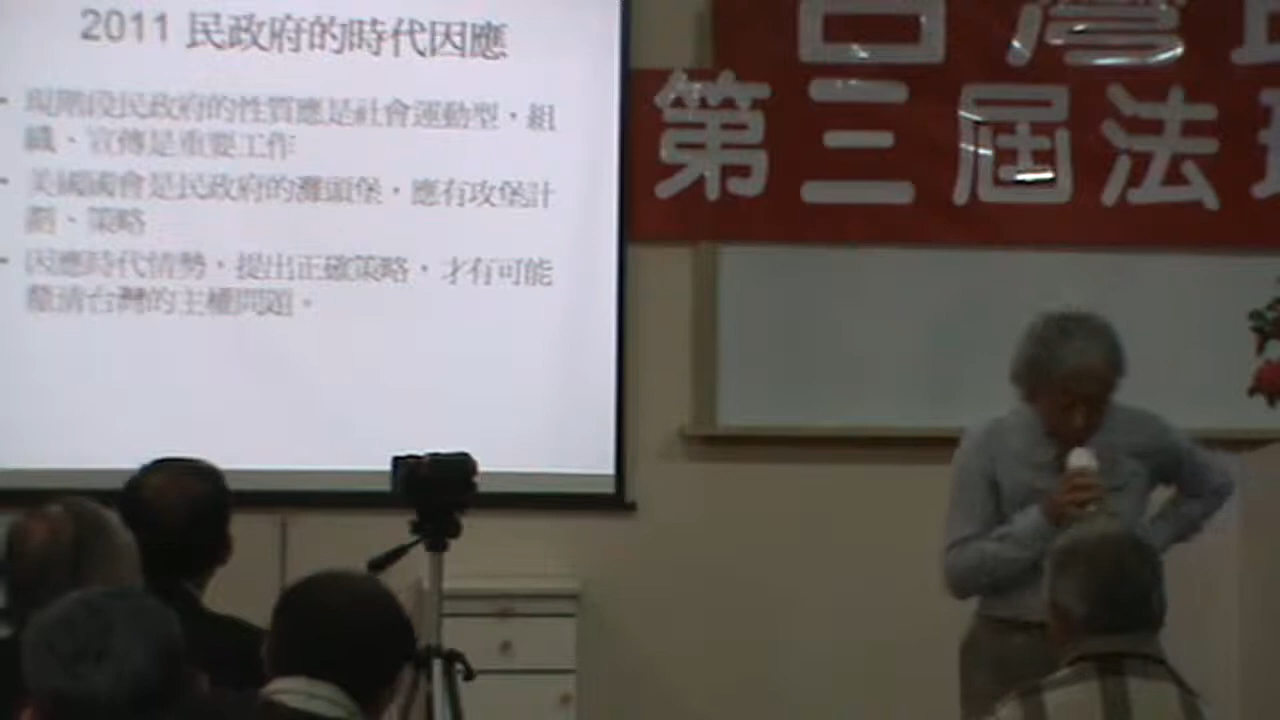 2011 民政府的時代因應
現階段民政府的性質應是社會運動型，組
織、宣傳是重要工作
美國國會是民政府的灘頭堡，應有攻堡計
劃、策略
因應時代情勢，提出正確策略，才有可能
釐清台灣的主權問題。
台灣
第三屆法